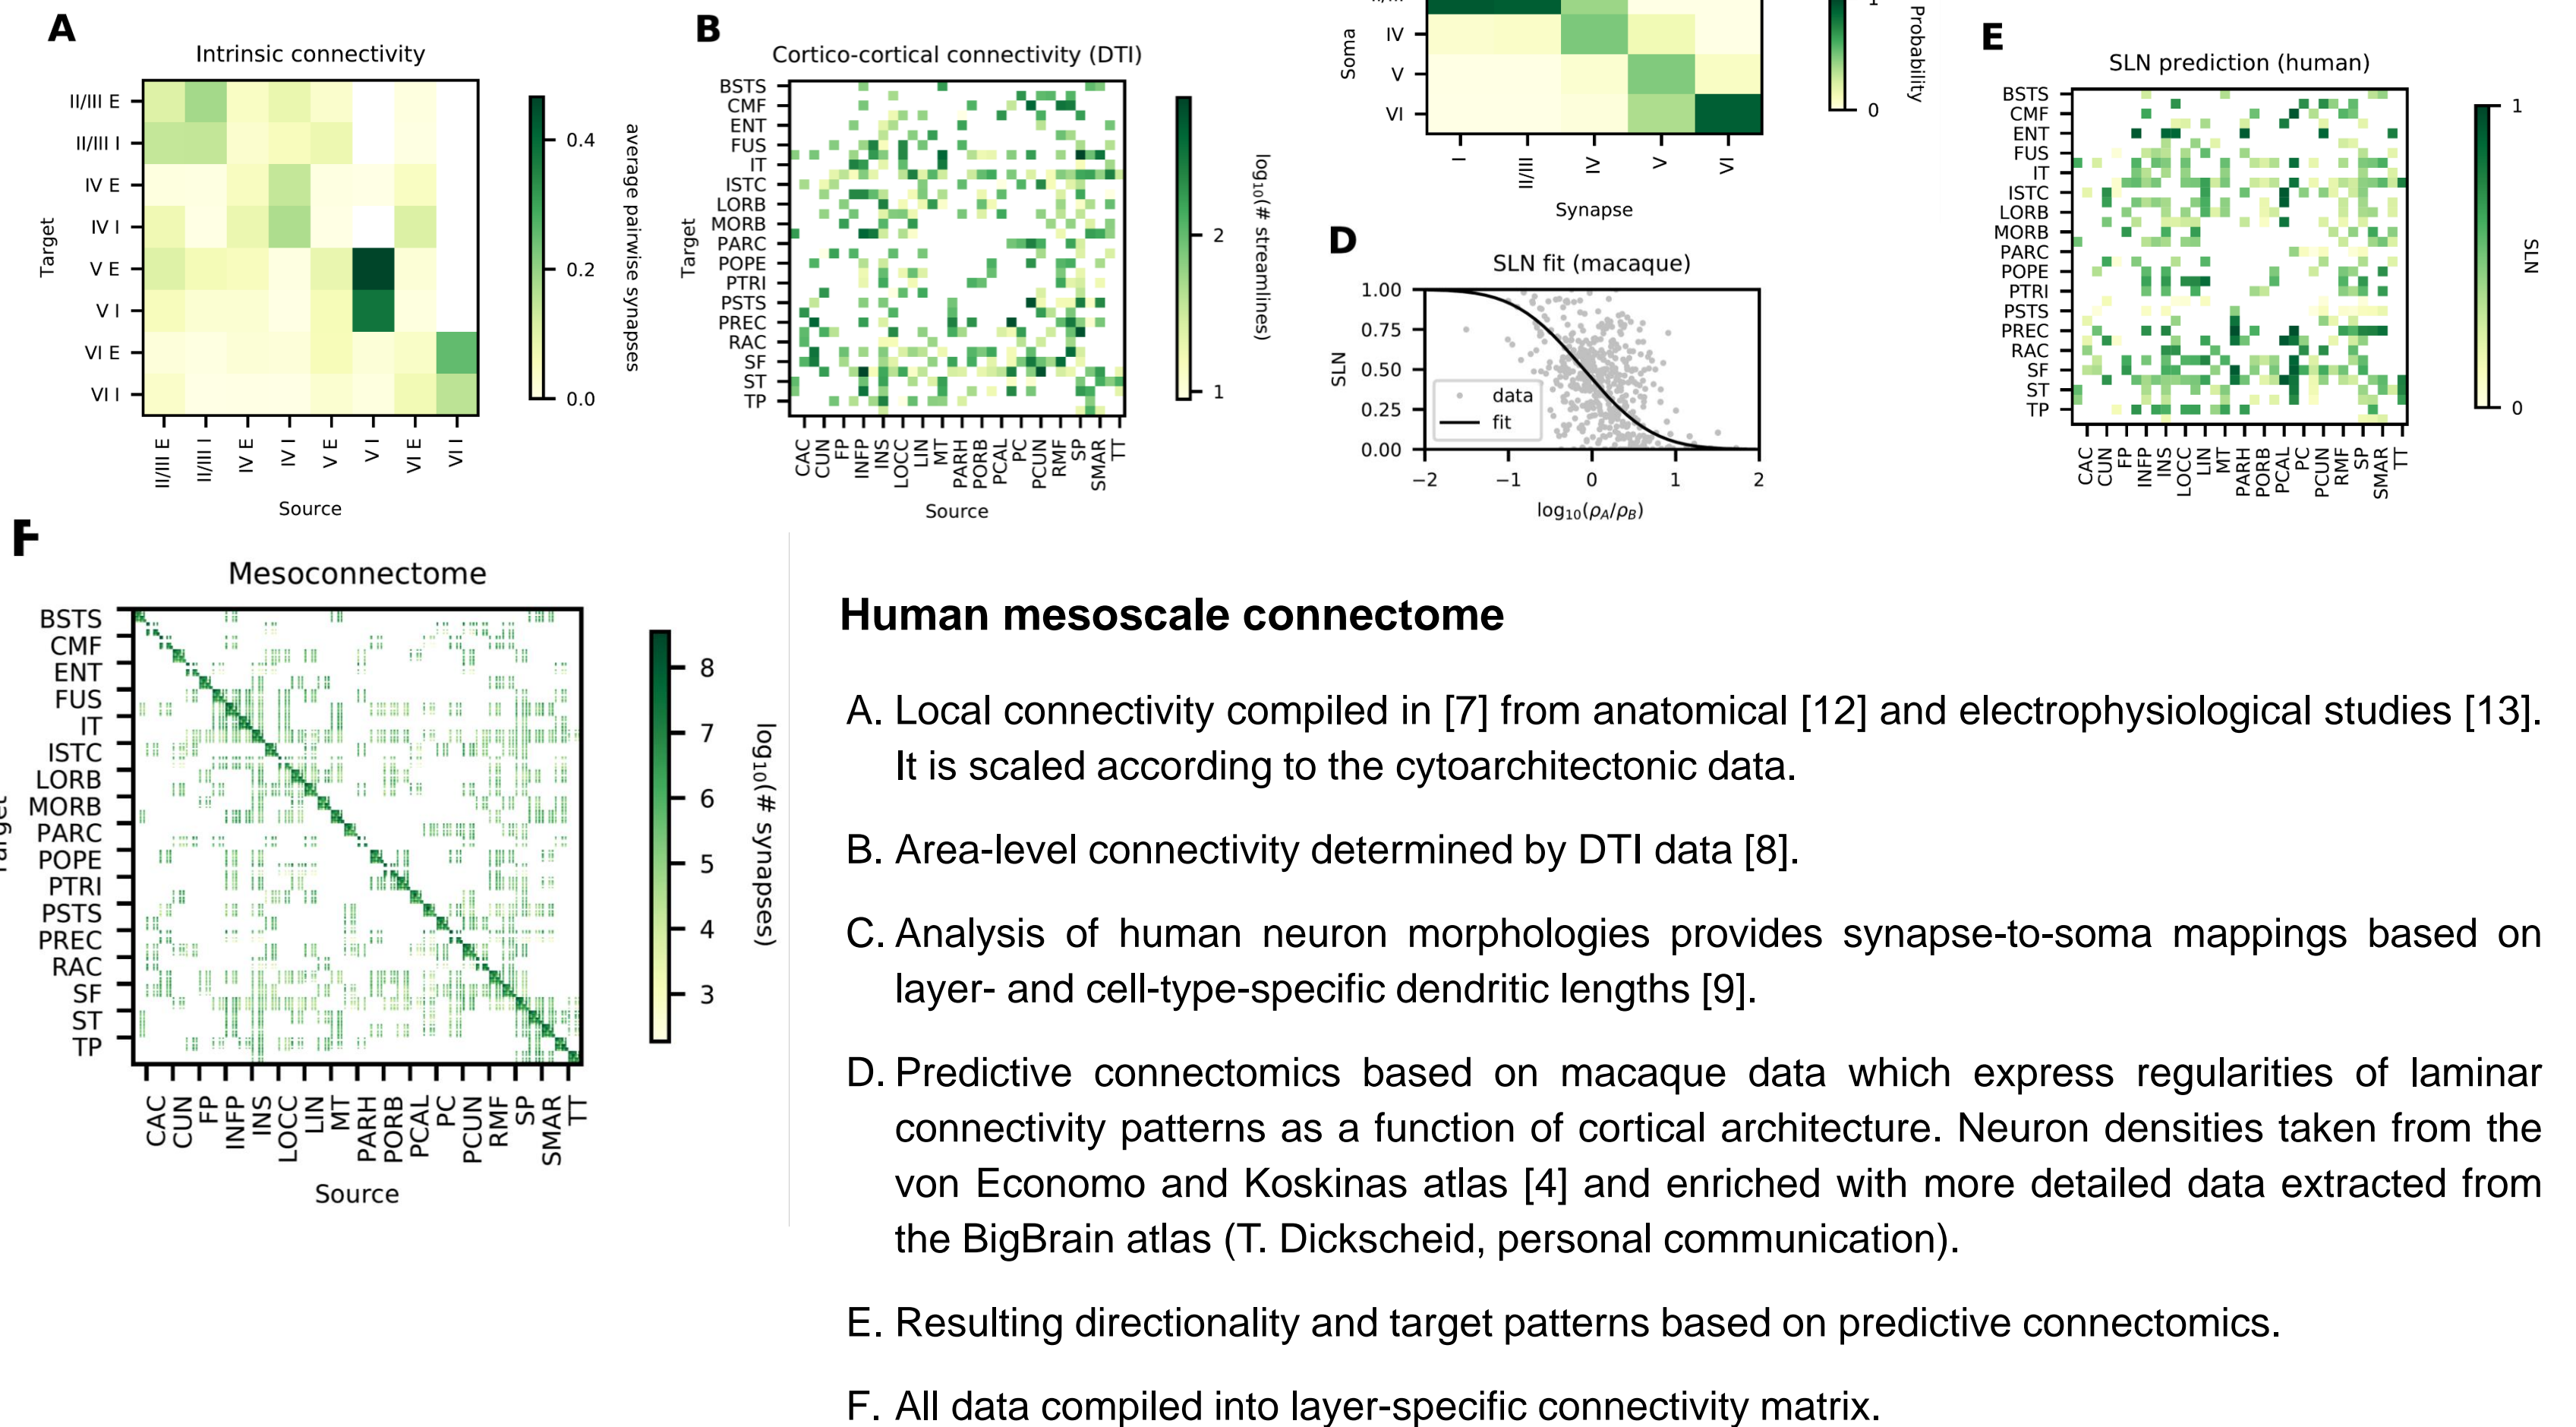 A
Intrinsic connectivity
II/III E
II/III I
IV E
IV I
V E
V I
VI E
VI I
Target
II/III E
II/III I
IV E
IV I
V E
V I
VI E
VI I
Source
0.4
0.2
0.0
average pairwise synapses
B
Cortico-cortical connectivity (DTI)
BSTS
CMF
ENT
FUS
IT
ISTC
LORB
MORB
PARC
POPE
PTRI
PSTS
PREC
RAC
SF
ST
TP
Target
CAC
CUN
FP
INFP
INS
LOCC
LIN
MT
PARH
PORB
PCAL
PC
PCUN
RMF
SP
SMAR
TT
Source
2
1
log10(# streamlines)
Soma
IV
V
VI
I
II/III
IV
V
VI
Synapse
0
Probability
D
SLN fit (macaque)
1.00
0.75
0.50
0.25
0.00
SLN
data
fit
−2
−1
0
1
2
log10(ρA/ρB)
E
SLN prediction (human)
BSTS
CMF
ENT
FUS
IT
ISTC
LORB
MORB
PARC
POPE
PTRI
PSTS
PREC
RAC
SF
ST
TP
CAC
CUN
FP
INFP
INS
LOCC
LIN
MT
PARH
PORB
PCAL
PC
PCUN
RMF
SP
SMAR
TT
1
0
SLN
F
Mesoconnectome
BSTS
CMF
ENT
FUS
IT
ISTC
LORB
MORB
PARC
POPE
PTRI
PSTS
PREC
RAC
SF
ST
TP
CAC
CUN
FP
INFP
INS
LOCC
LIN
MT
PARH
PORB
PCAL
PC
PCUN
RMF
SP
SMAR
TT
Source
8
7
6
5
4
3
log10(# synapses)
Human mesoscale connectome
A. Local connectivity compiled in [7] from anatomical [12] and electrophysiological studies [13].
It is scaled according to the cytoarchitectonic data.
B. Area-level connectivity determined by DTI data [8].
C. Analysis of human neuron morphologies provides synapse-to-soma mappings based on
layer- and cell-type-specific dendritic lengths [9].
D. Predictive connectomics based on macaque data which express regularities of laminar
connectivity patterns as a function of cortical architecture. Neuron densities taken from the
von Economo and Koskinas atlas [4] and enriched with more detailed data extracted from
the BigBrain atlas (T. Dickscheid, personal communication).
E. Resulting directionality and target patterns based on predictive connectomics.
F. All data compiled into layer-specific connectivity matrix.